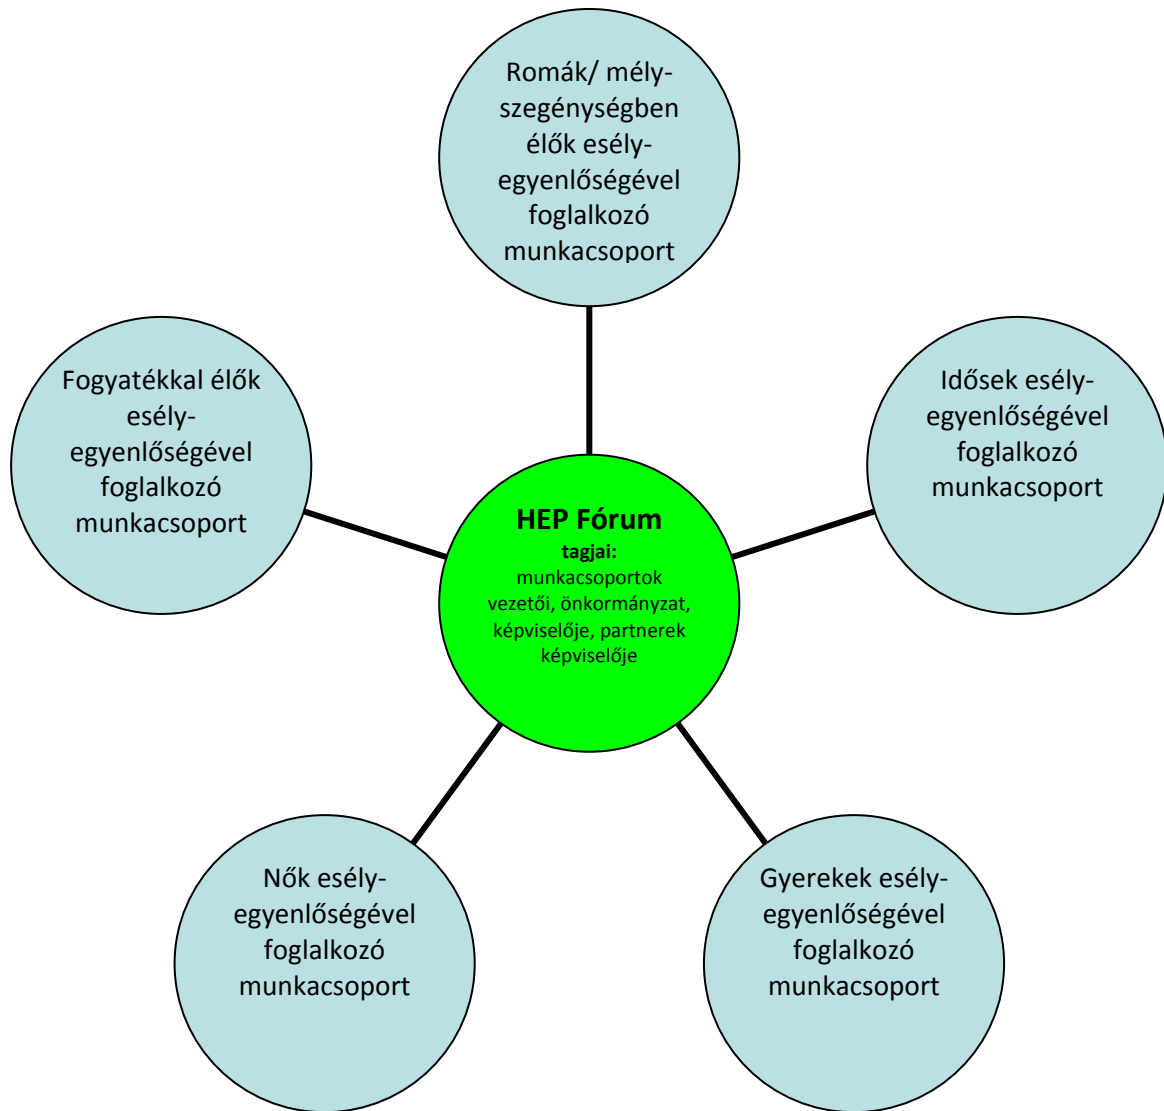 Romák/ mély-
szegénységben
élők esély-
egyenlőségével
foglalkozó
munkacsoport
Fogyatékkal élők
esély-
egyenlőségével
foglalkozó
munkacsoport
Idősek esély-
egyenlőségével
foglalkozó
munkacsoport
HEP Fórum
tagjai:
munkacsoportok
vezetői, önkormányzat,
képviselője, partnerek
képviselője
Nők esély-
egyenlőségével
foglalkozó
munkacsoport
Gyerekek esély-
egyenlőségével
foglalkozó
munkacsoport